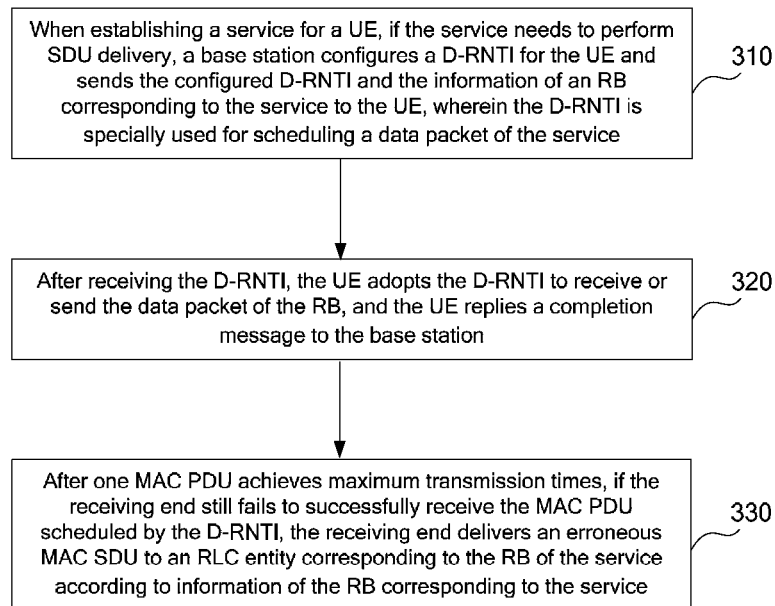 When establishing a service for a UE, if the service needs to perform
SDU delivery, a base station configures a D-RNTI for the UE and
sends the configured D-RNTI and the information of an RB
corresponding to the service to the UE, wherein the D-RNTI is
specially used for scheduling a data packet of the service
310
After receiving the D-RNTI, the UE adopts the D-RNTI to receive or
send the data packet of the RB, and the UE replies a completion
message to the base station
320
After one MAC PDU achieves maximum transmission times, if the
receiving end still fails to successfully receive the MAC PDU
scheduled by the D-RNTI, the receiving end delivers an erroneous
MAC SDU to an RLC entity corresponding to the RB of the service
according to information of the RB corresponding to the service
330